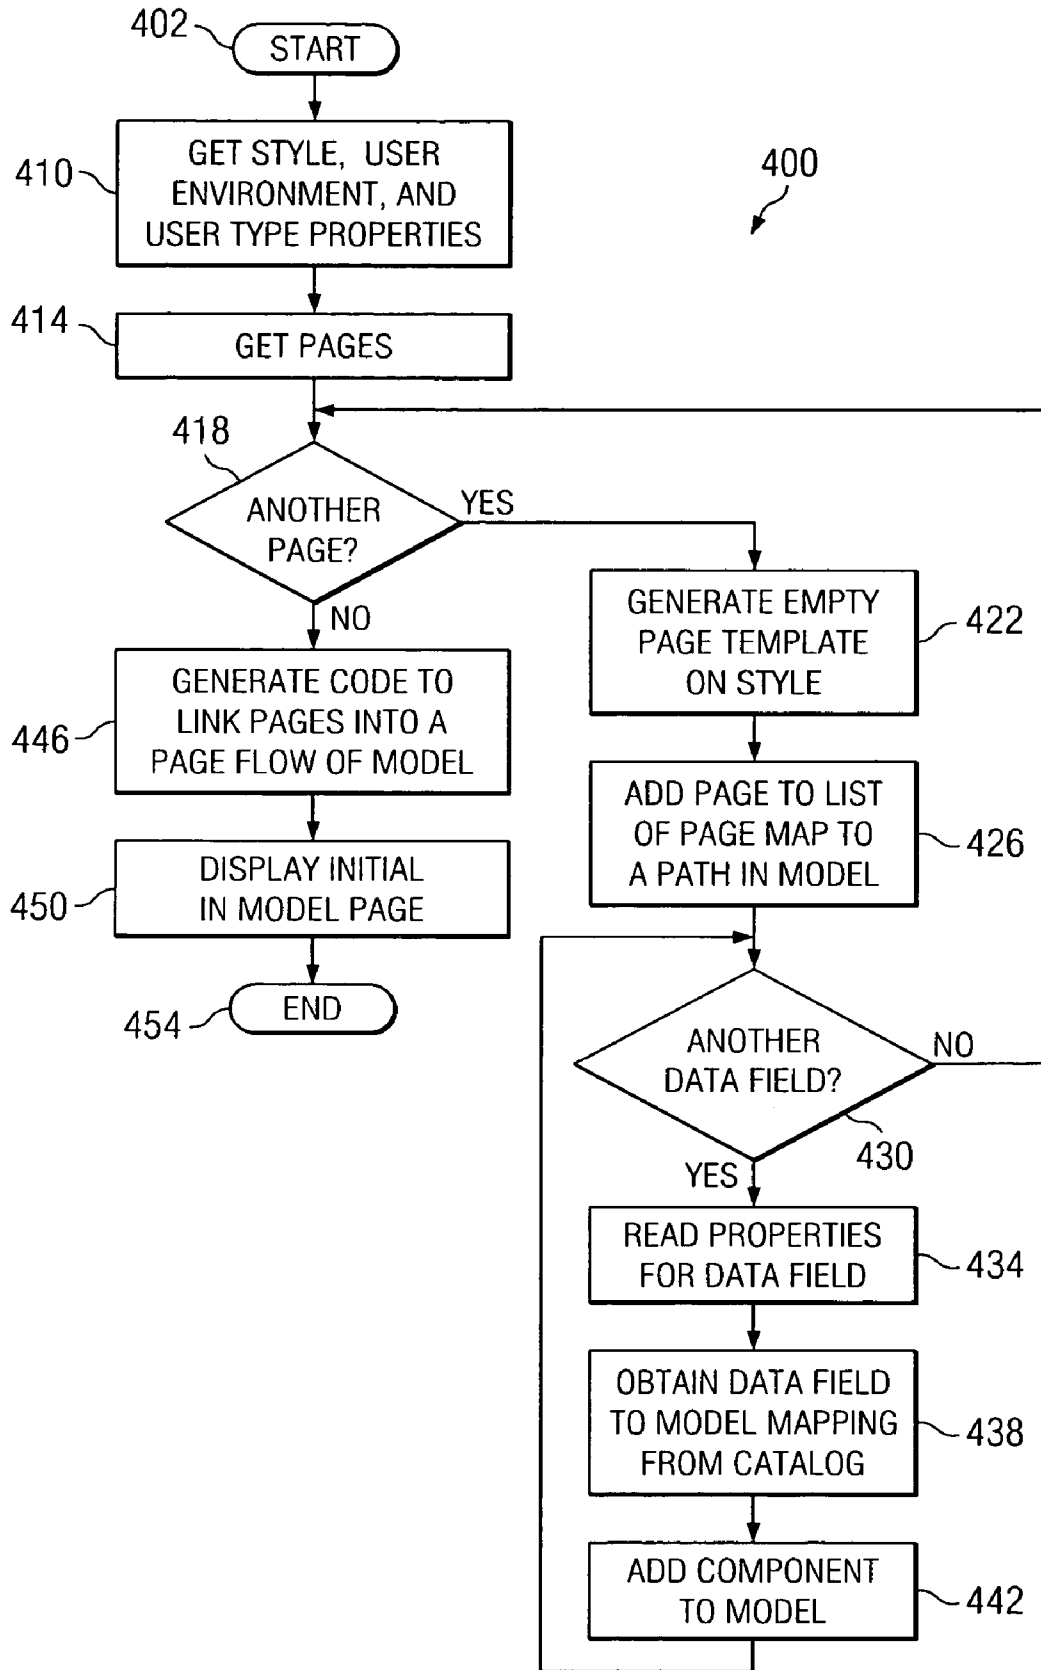 402
START
410
GET STYLE, USER
ENVIRONMENT, AND
USER TYPE PROPERTIES
400
414
GET PAGES
418
ANOTHER
PAGE?
YES
NO
GENERATE EMPTY
PAGE TEMPLATE
ON STYLE
422
446
GENERATE CODE TO
LINK PAGES INTO A
PAGE FLOW OF MODEL
ADD PAGE TO LIST
OF PAGE MAP TO
A PATH IN MODEL
426
450
DISPLAY INITIAL
IN MODEL PAGE
454
END
ANOTHER
DATA FIELD?
NO
430
YES
READ PROPERTIES
FOR DATA FIELD
434
OBTAIN DATA FIELD
TO MODEL MAPPING
FROM CATALOG
438
ADD COMPONENT
TO MODEL
442